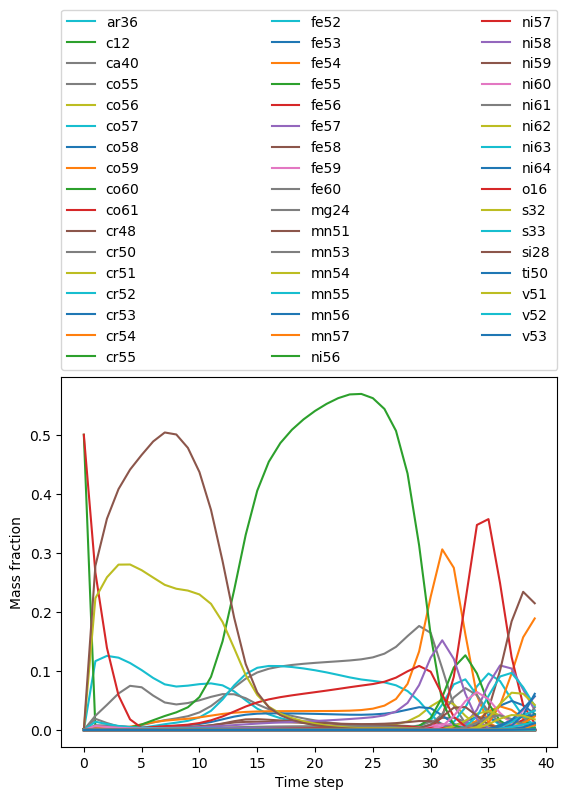 ar36
c12
ca40
co55
co56
co57
co58
co59
co60
co61
cr48
cr50
cr51
cr52
cr53
cr54
cr55
fe52
fe53
fe54
fe55
fe56
fe57
fe58
fe59
fe60
mg24
mn51
mn53
mn54
mn55
mn56
mn57
ni56
ni57
ni58
ni59
ni60
ni61
ni62
ni63
ni64
o16
s32
s33
si28
ti50
v51
v52
v53
0.5
0.4
0.3
0.2
0.1
0.0
Mass fraction
0 5 10 15 20 25 30 35 40
Time step